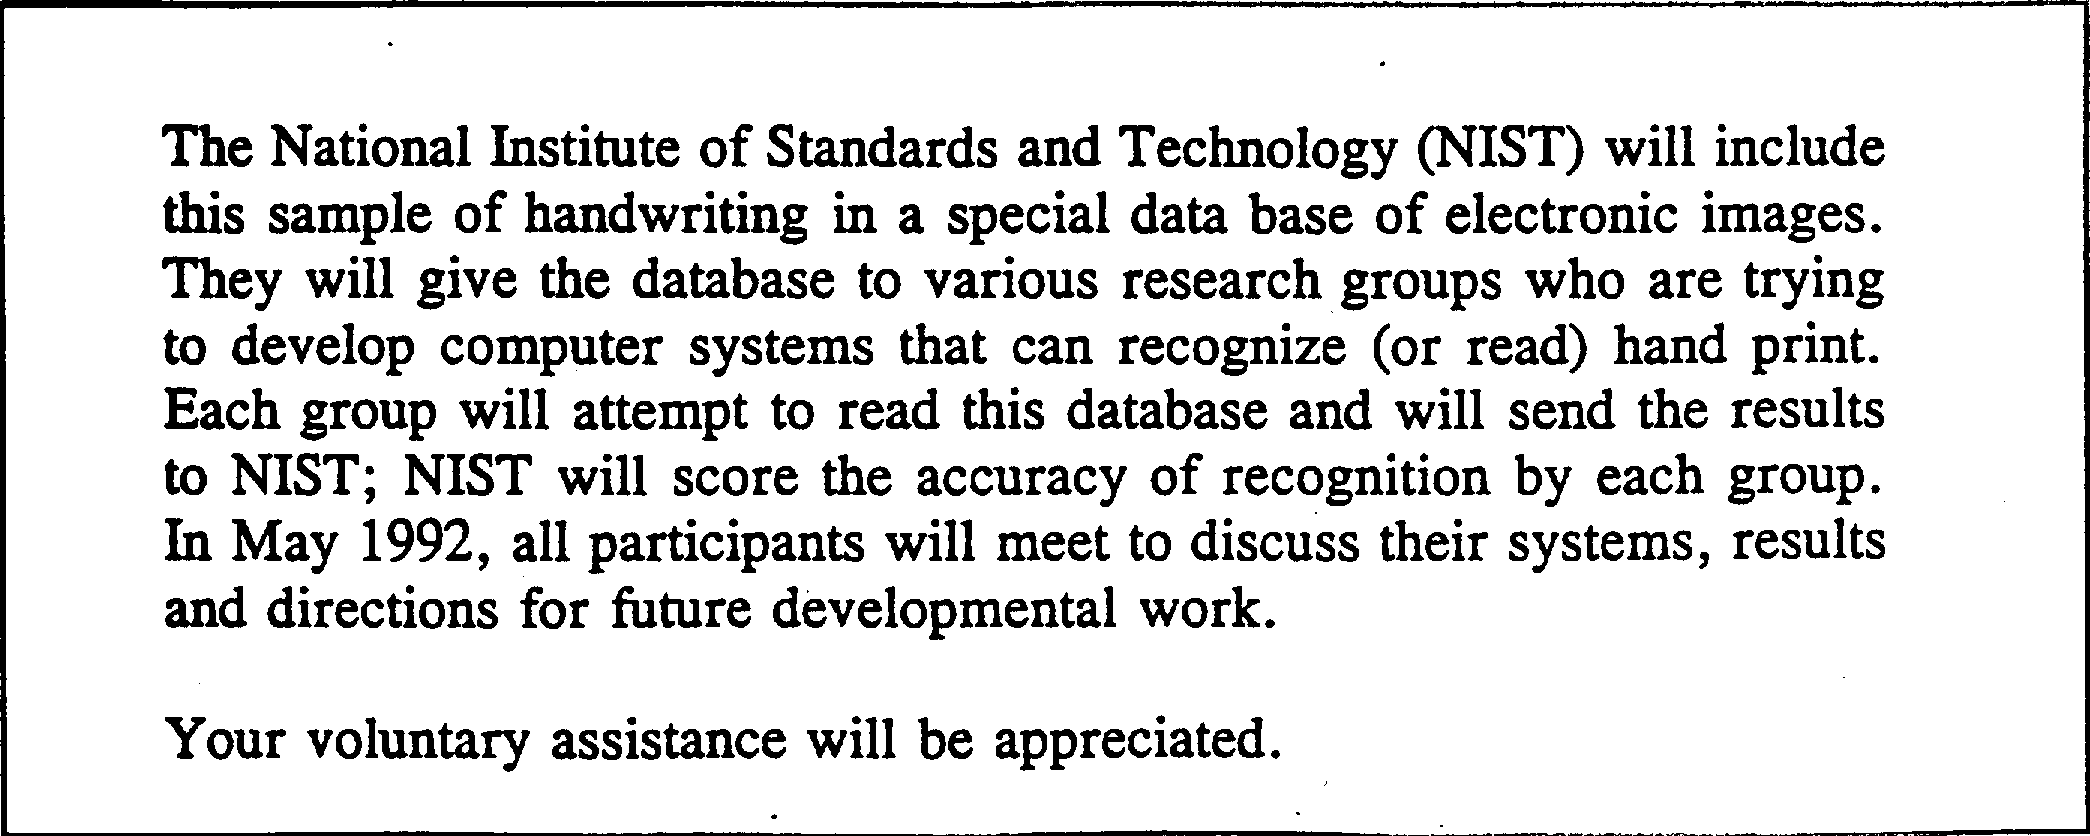 The National Institute of Standards and Technology (NIST) will include
this sample of handwriting in a special data base of electronic images.
They will give the database to various research groups who are trying
to develop computer systems that can recognize (or read) hand print.
Each group will attempt to read this database and will send the results
to NIST; NIST will score the accuracy of recognition by each group.
In May 1992, all participants will meet to discuss their systems, results
and directions for future developmental work.
Your voluntary assistance will be appreciated.